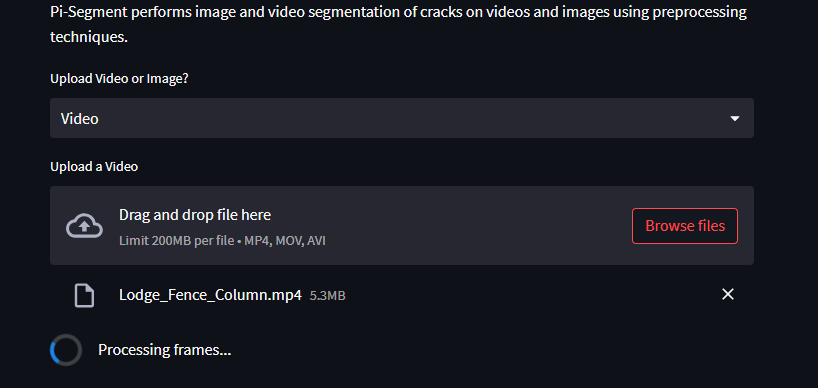 Pi-Segment performs image and video segmentation of cracks on videos and images using preprocessing
techniques.
Upload Video or Image?
Video
Upload a Video
Drag and drop file here
Limit 200MB per file • MP4, MOV, AVI
Browse files
Lodge_Fence_Column.mp4 5.3MB
Processing frames...